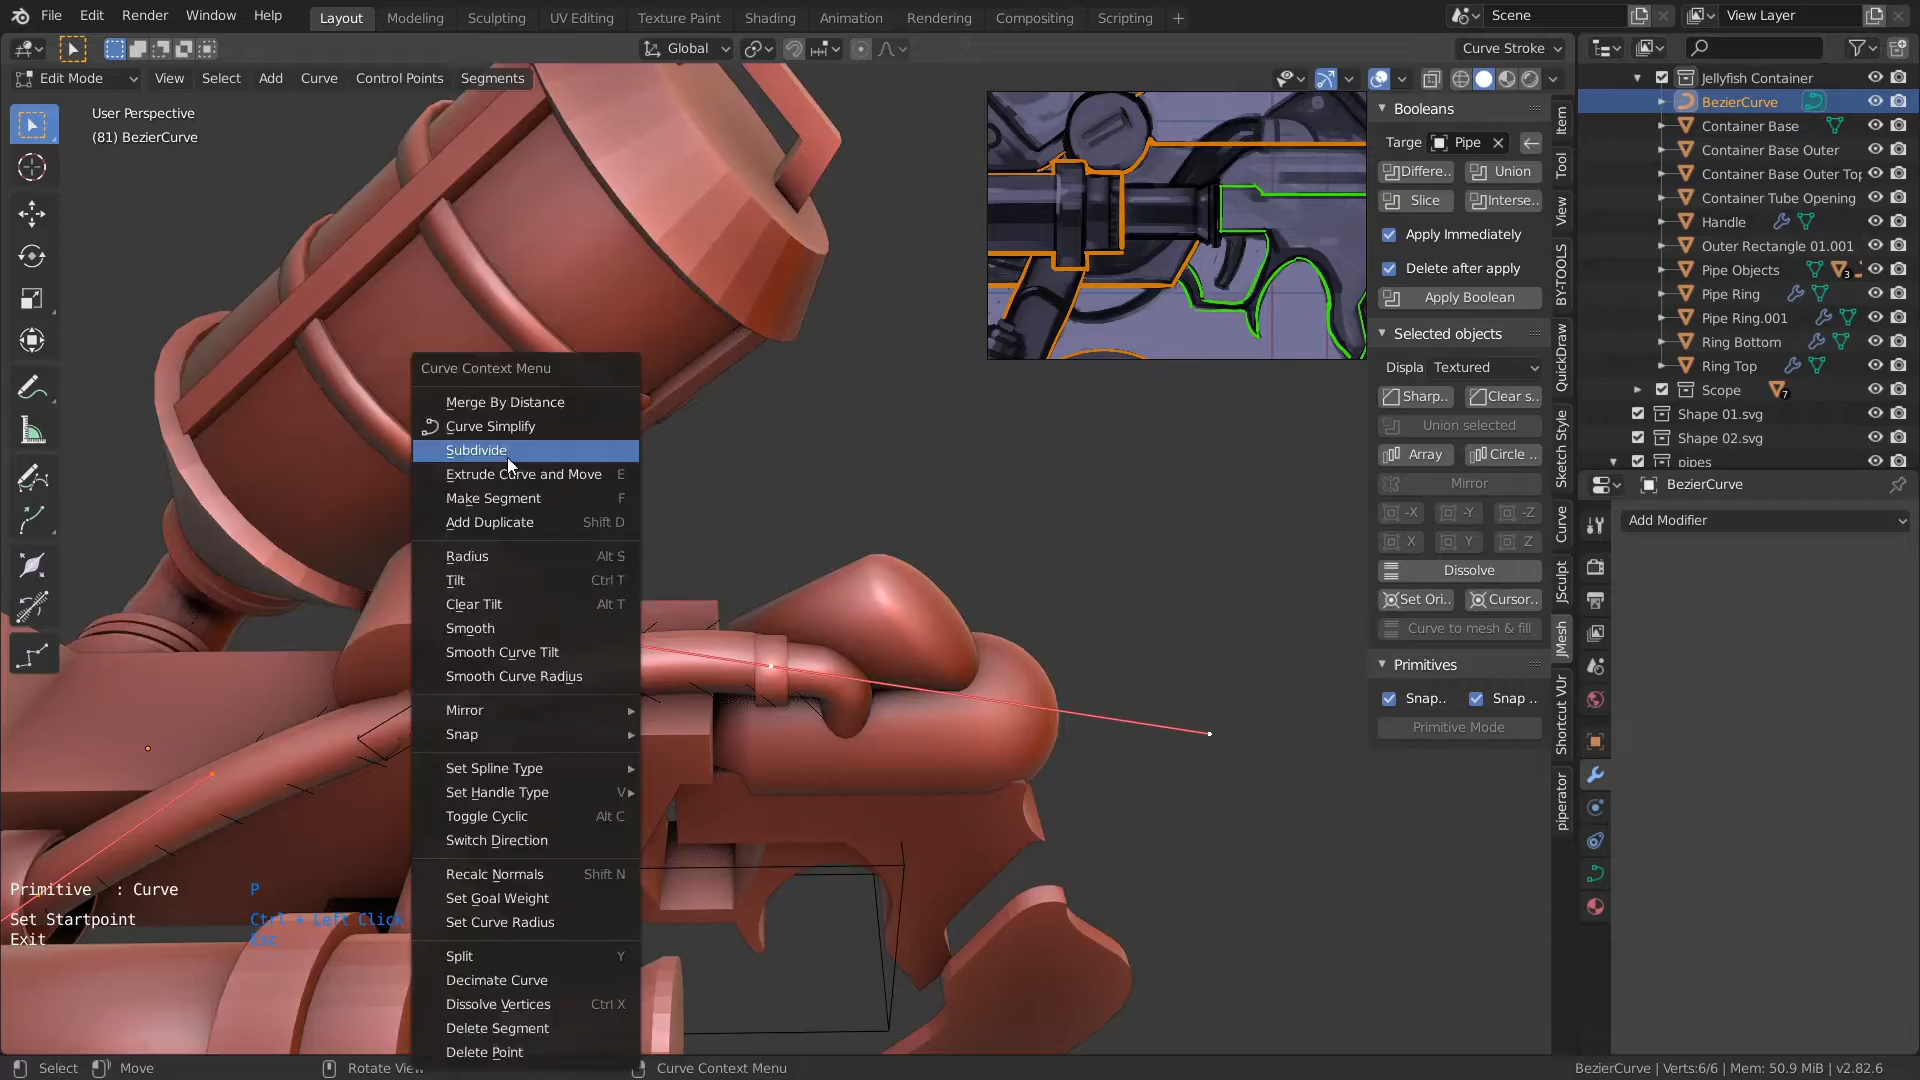 File Edit Render Window Help
Layout Modeling Sculpting UV Editing Texture Paint Shading Animation Rendering Compositing Scripting
Scene
View Layer
Global
Curve Stroke
Edit Mode View Select Add Curve Control Points Segments
User Perspective
(81) BezierCurve
Curve Context Menu
Merge By Distance
Curve Simplify
Subdivide
Extrude Curve and Move E
Make Segment F
Add Duplicate Shift D
Radius Alt S
Tilt Ctrl T
Clear Tilt Alt T
Smooth
Smooth Curve Tilt
Smooth Curve Radius
Mirror
Snap
Set Spline Type
Set Handle Type V
Toggle Cyclic Alt C
Switch Direction
Recalc Normals Shift N
Set Goal Weight
Set Curve Radius
Split Y
Decimate Curve
Dissolve Vertices Ctrl X
Delete Segment
Delete Point
Primitive : Curve P
Set Startpoint Ctrl + Left Click
Exit Esc
Booleans
Targe Pipe
Differe.. Union
Slice Interse..
Apply Immediately
Delete after apply
Apply Boolean
Selected objects
Displa Textured
Sharp.. Clear s..
Union selected
Array Circle ..
Mirror
-X -Y -Z
X Y Z
Dissolve
Set Ori.. Cursor..
Curve to mesh & fill
Primitives
Snap.. Snap ..
Primitive Mode
Item
Tool
View
BY-TOOLS
QuickDraw
Sketch Style
Curve
JSculpt
JMesh
Shortcut VUr
piperator
Jellyfish Container
BezierCurve
Container Base
Container Base Outer
Container Base Outer Top
Container Tube Opening
Handle
Outer Rectangle 01.001
Pipe Objects 3
Pipe Ring
Pipe Ring.001
Ring Bottom
Ring Top
Scope 7
Shape 01.svg
Shape 02.svg
pipes
BezierCurve
Add Modifier
Select Move Rotate View Curve Context Menu
BezierCurve | Verts:6/6 | Mem: 50.9 MiB | v2.82.6